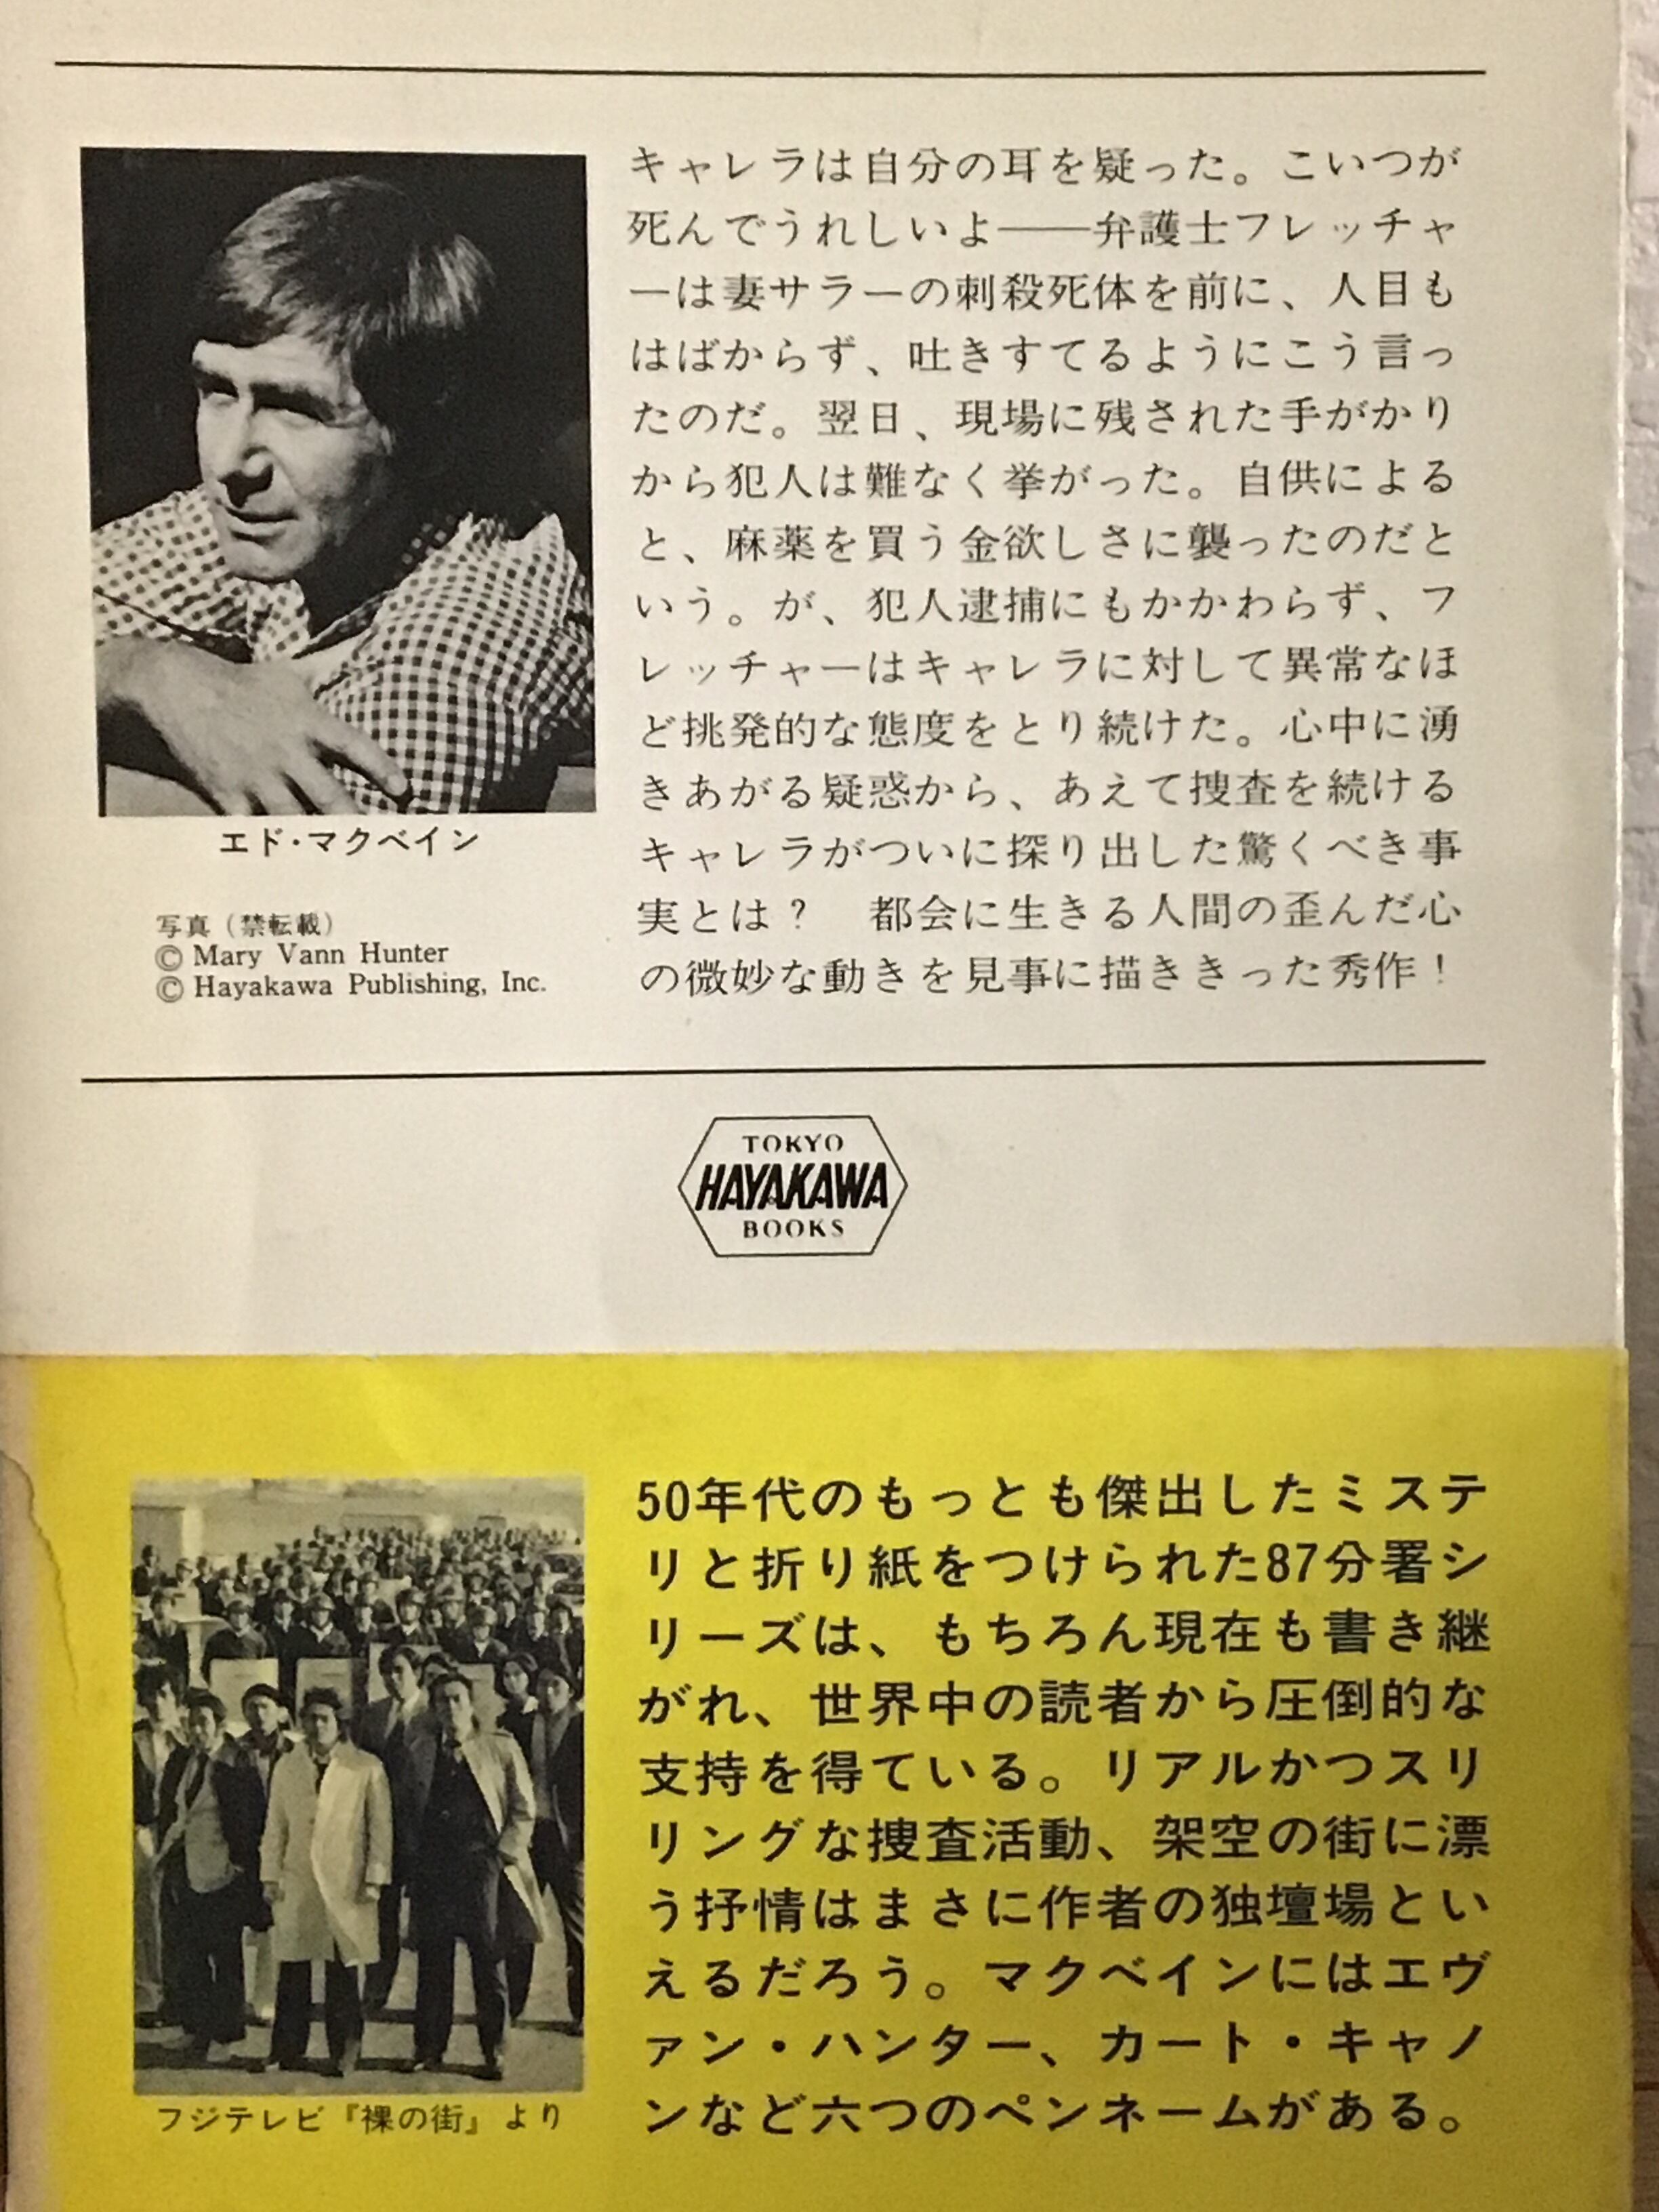 キャレラは自分の耳を疑った。こいつが
死んでうれしいよ――弁護士フレッチャ
ーは妻サラーの刺殺死体を前に、人目も
はばからず、吐きすてるようにこう言っ
たのだ。翌日、現場に残された手がかり
から犯人は難なく挙がった。自供による
と、麻薬を買う金欲しさに襲ったのだと
いう。が、犯人逮捕にもかかわらず、フ
レッチャーはキャレラに対して異常なほ
ど挑発的な態度をとり続けた。心中に湧
きあがる疑惑から、あえて捜査を続ける
キャレラがついに探り出した驚くべき事
実とは？　都会に生きる人間の歪んだ心
の微妙な動きを見事に描ききった秀作！
エド・マクベイン
写真（禁転載）
© Mary Vann Hunter
© Hayakawa Publishing, Inc.
TOKYO
HAYAKAWA
BOOKS
50年代のもっとも傑出したミステ
リと折り紙をつけられた87分署シ
リーズは、もちろん現在も書き継
がれ、世界中の読者から圧倒的な
支持を得ている。リアルかつスリ
リングな捜査活動、架空の街に漂
う抒情はまさに作者の独壇場とい
えるだろう。マクベインにはエヴ
ァン・ハンター、カート・キャノ
ンなど六つのペンネームがある。
フジテレビ『裸の街』より